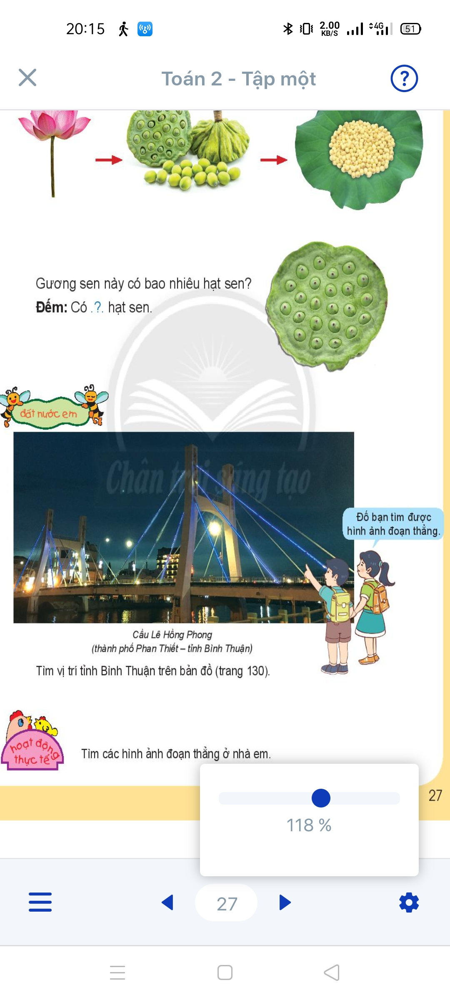 20:15
2.00
KB/S
4G
51
Toán 2 - Tập một
?
Gương sen này có bao nhiêu hạt sen?
Đếm: Có .?. hạt sen.
đất nước em
Chân trời sáng tạo
Đố bạn tìm được
hình ảnh đoạn thẳng.
Cầu Lê Hồng Phong
(thành phố Phan Thiết – tỉnh Bình Thuận)
Tìm vị trí tỉnh Bình Thuận trên bản đồ (trang 130).
hoạt động
thực tế
Tìm các hình ảnh đoạn thẳng ở nhà em.
27
118 %
27